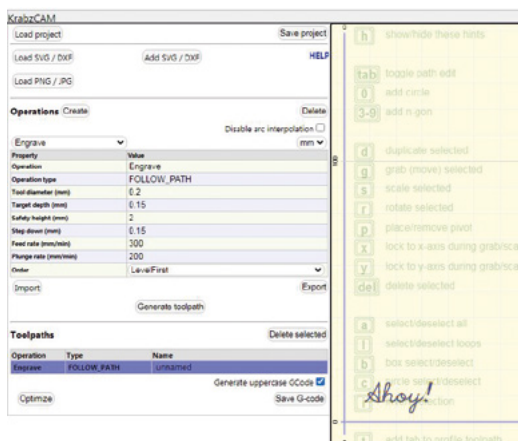 KrabzCAM
Load project Save project
Load SVG / DXF Add SVG / DXF HELP
Load PNG / JPG
Operations Create Delete
Disable arc interpolation
Engrave mm
Property Value
Operation Engrave
Operation type FOLLOW_PATH
Tool diameter (mm) 0.2
Target depth (mm) 0.15
Safety height (mm) 2
Step down (mm) 0.15
Feed rate (mm/min) 300
Plunge rate (mm/min) 200
Order LevelFirst
Import Export
Generate toolpath
Toolpaths Delete selected
Operation Type Name
Engrave FOLLOW_PATH unnamed
Generate uppercase GCode
Optimize Save G-code
0
100
0
h show/hide these hints
tab toggle path edit
0 add circle
3-9 add n gon
d duplicate selected
g grab (move) selected
s scale selected
r rotate selected
p place/remove pivot
x lock to x-axis during grab/sca
y lock to y-axis during grab/sca
del delete selected
a select/deselect all
l select/deselect loops
b box select/deselect
c circle select/deselect
Ahoy!
t add tab to profile toolpath